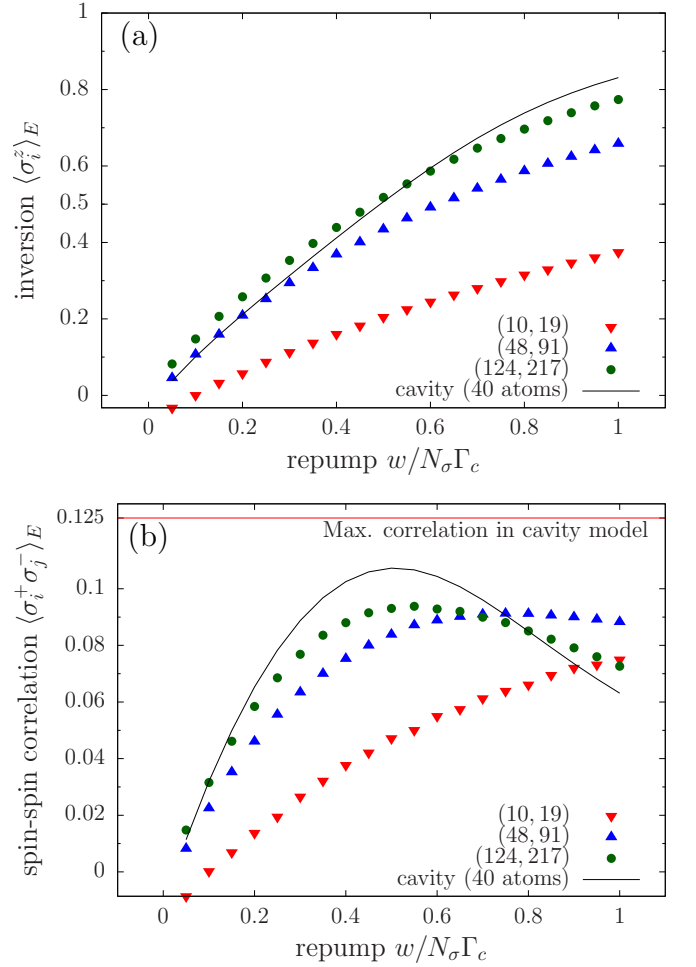 (a)
1
0.8
0.6
0.4
0.2
0
inversion ⟨σ_i^z⟩_E
(10, 19)
(48, 91)
(124, 217)
cavity (40 atoms)
0 0.2 0.4 0.6 0.8 1
repump w/N_σΓ_c
(b)
0.125
0.1
0.08
0.06
0.04
0.02
0
spin-spin correlation ⟨σ_i^+σ_j^-⟩_E
Max. correlation in cavity model
(10, 19)
(48, 91)
(124, 217)
cavity (40 atoms)
0 0.2 0.4 0.6 0.8 1
repump w/N_σΓ_c